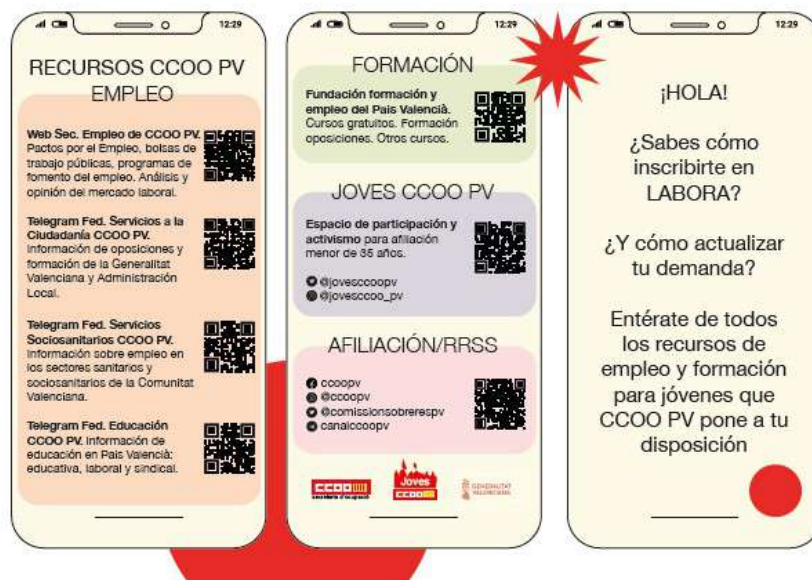 12:29
RECURSOS CCOO PV
EMPLEO
Web Sec. Empleo de CCOO PV.
Pactos por el Empleo, bolsas de
trabajo públicas, programas de
fomento del empleo. Análisis y
opinión del mercado laboral.
Telegram Fed. Servicios a la
Ciudadanía CCOO PV.
Información de oposiciones y
formación de la Generalitat
Valenciana y Administración
Local.
Telegram Fed. Servicios
Sociosanitarios CCOO PV.
Información sobre empleo en
los sectores sanitarios y
sociosanitarios de la Comunitat
Valenciana.
Telegram Fed. Educación
CCOO PV. Información de
educación en País Valencià:
educativa, laboral y sindical.
12:29
FORMACIÓN
Fundación formación y
empleo del País Valencià.
Cursos gratuitos. Formación
oposiciones. Otros cursos.
JOVES CCOO PV
Espacio de participación y
activismo para afiliación
menor de 35 años.
@jovesccoopv
@jovesccoo_pv
AFILIACIÓN/RRSS
ccoopv
@ccoopv
@comissionsobrerespv
canalccoopv
CCOO
Joves
CCOO
GENERALITAT
VALENCIANA
12:29
¡HOLA!
¿Sabes cómo
inscribirte en
LABORA?
¿Y cómo actualizar
tu demanda?
Entérate de todos
los recursos de
empleo y formación
para jóvenes que
CCOO PV pone a tu
disposición